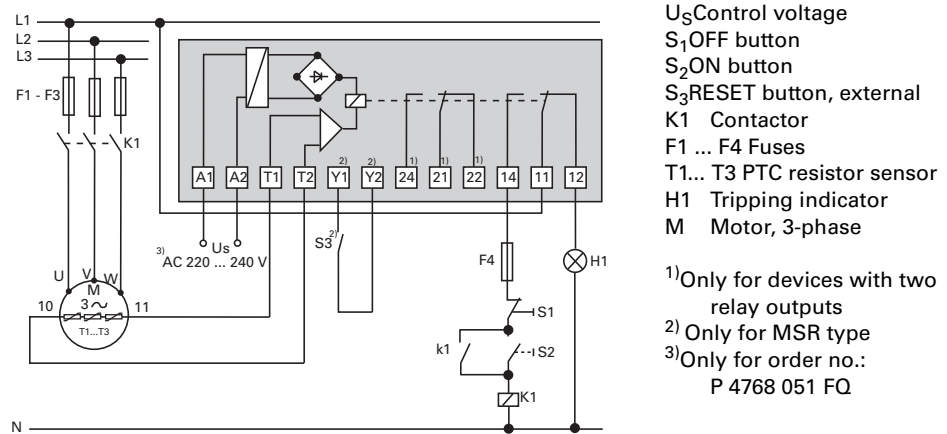 L1
L2
L3
F1 - F3
K1
2) 2) 1) 1) 1)
A1 A2 T1 T2 Y1 Y2 24 21 22 14 11 12
3) Us
AC 220 ... 240 V
S3 2)
F4
H1
U V W
M
3 ~
10 11
T1...T3
S1
k1 S2
K1
N
USControl voltage
S1OFF button
S2ON button
S3RESET button, external
K1 Contactor
F1 ... F4 Fuses
T1... T3 PTC resistor sensor
H1 Tripping indicator
M Motor, 3-phase
1)Only for devices with two
relay outputs
2) Only for MSR type
3)Only for order no.:
P 4768 051 FQ